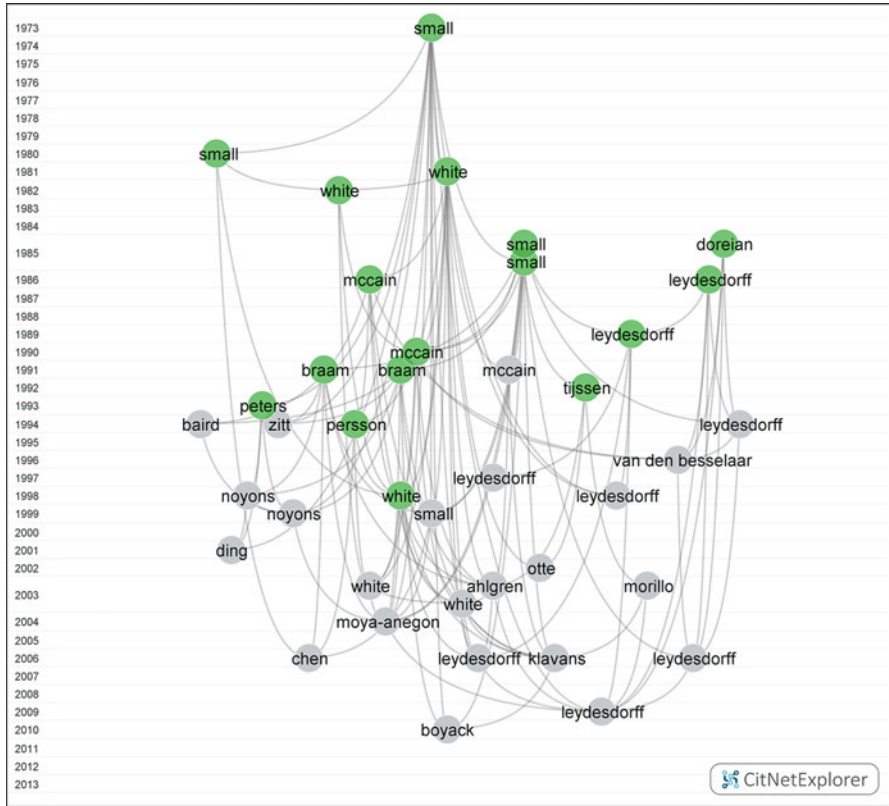 1973 small
1974
1975
1976
1977
1978
1979
1980 small
1981 white
1982 white
1983
1984 small doreian
1985 small
1986 mccain leydesdorff
1987
1988
1989 leydesdorff
1990 mccain
1991 braam braam mccain
1992 tijssen
1993 peters
1994 baird zitt persson leydesdorff
1995
1996 van den besselaar
1997 leydesdorff
1998 noyons white leydesdorff
1999 noyons small
2000
2001 ding
2002 otte
white ahlgren morillo
2003 white
2004 moya-anegon
2005
2006 chen leydesdorff klavans leydesdorff
2007
2008
2009 leydesdorff
2010 boyack
2011
2012
2013
CitNetExplorer